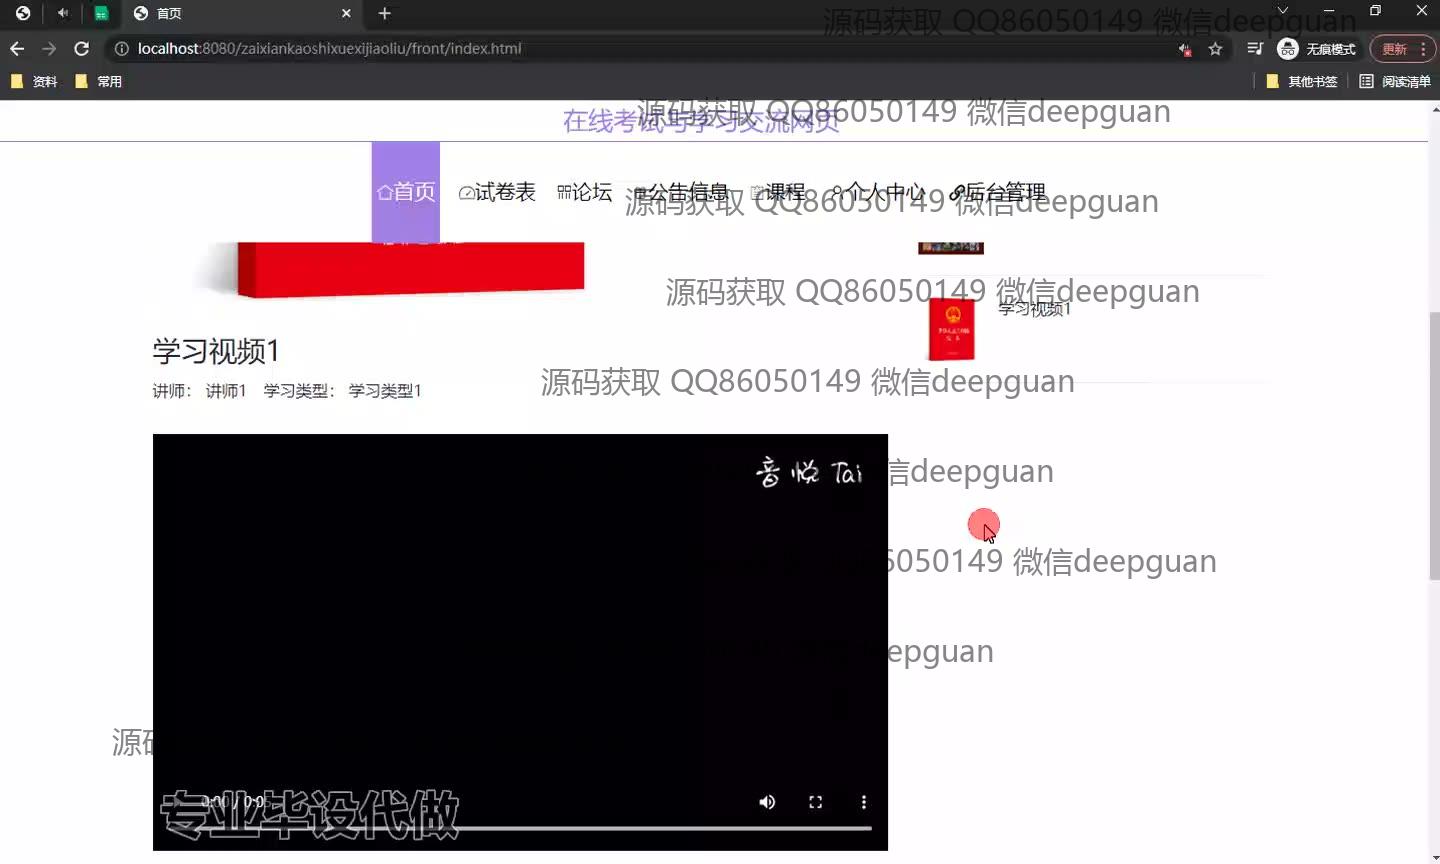 首页
源码获取 QQ86050149 微信deepguan
localhost:8080/zaixiankaoshixuexijiaoliu/front/index.html
无痕模式
更新
资料
常用
其他书签
阅读清单
在线考试与学习交流网页
源码获取 QQ86050149 微信deepguan
首页
试卷表
论坛
公告信息
课程
个人中心
后台管理
源码获取 QQ86050149 微信deepguan
源码获取 QQ86050149 微信deepguan
学习视频1
学习视频1
讲师： 讲师1 学习类型： 学习类型1
源码获取 QQ86050149 微信deepguan
音悦Tai
信deepguan
6050149 微信deepguan
epguan
源码
0:00 / 0:05
专业毕设代做